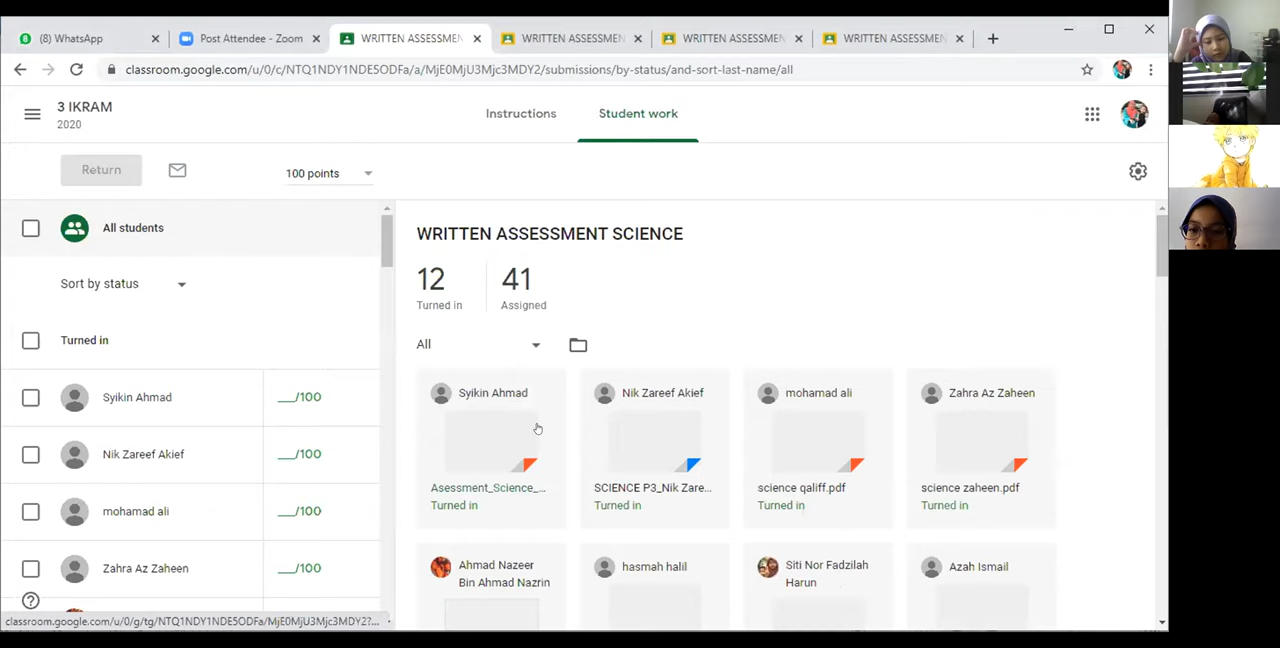 (8) WhatsApp
Post Attendee - Zoom
WRITTEN ASSESSMEN
WRITTEN ASSESSMEN
WRITTEN ASSESSMEN
WRITTEN ASSESSMEN
classroom.google.com/u/0/c/NTQ1NDY1NDE5ODFa/a/MjE0MjU3Mjc3MDY2/submissions/by-status/and-sort-last-name/all
3 IKRAM
2020
Instructions
Student work
Return
100 points
All students
Sort by status
Turned in
Syikin Ahmad
__/100
Nik Zareef Akief
__/100
mohamad ali
__/100
Zahra Az Zaheen
__/100
WRITTEN ASSESSMENT SCIENCE
12
Turned in
41
Assigned
All
Syikin Ahmad
Asessment_Science_...
Turned in
Nik Zareef Akief
SCIENCE P3_Nik Zare...
Turned in
mohamad ali
science qaliff.pdf
Turned in
Zahra Az Zaheen
science zaheen.pdf
Turned in
Ahmad Nazeer
Bin Ahmad Nazrin
hasmah halil
Siti Nor Fadzilah
Harun
Azah Ismail
classroom.google.com/u/0/g/tg/NTQ1NDY1NDE5ODFa/MjE0MjU3Mjc3MDY2...